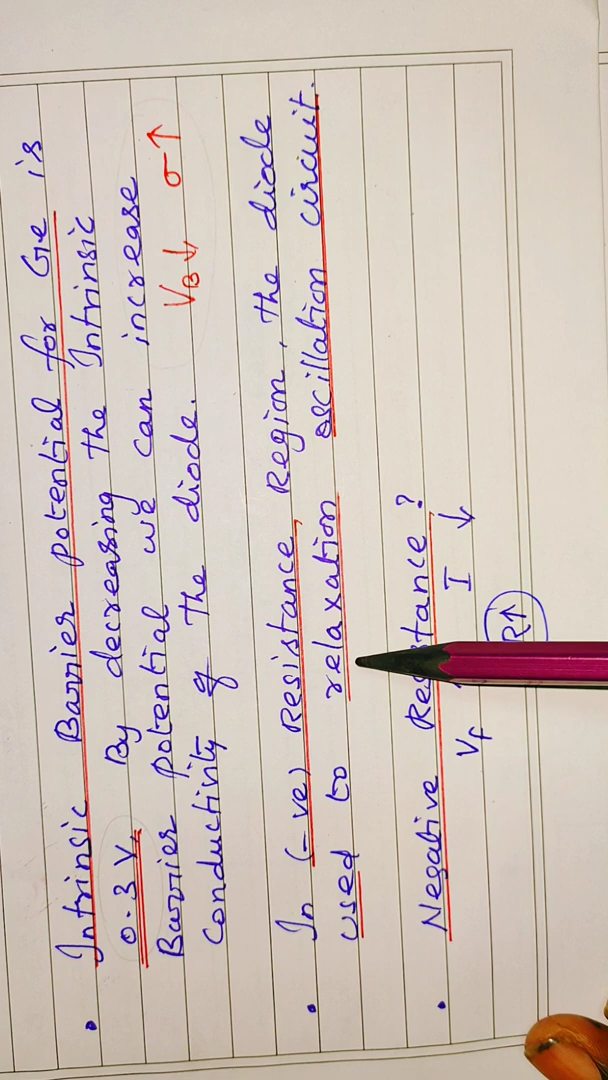 • Intrinsic Barrier potential for Ge is
0.3 V. By decreasing the Intrinsic
Barrier potential we can increase
Conductivity of the diode. VB↓ σ↑
• In (-ve) Resistance, Region, the diode
used to relaxation oscillation circuit.
• Negative Resistance?
Vf I ↓
R↑